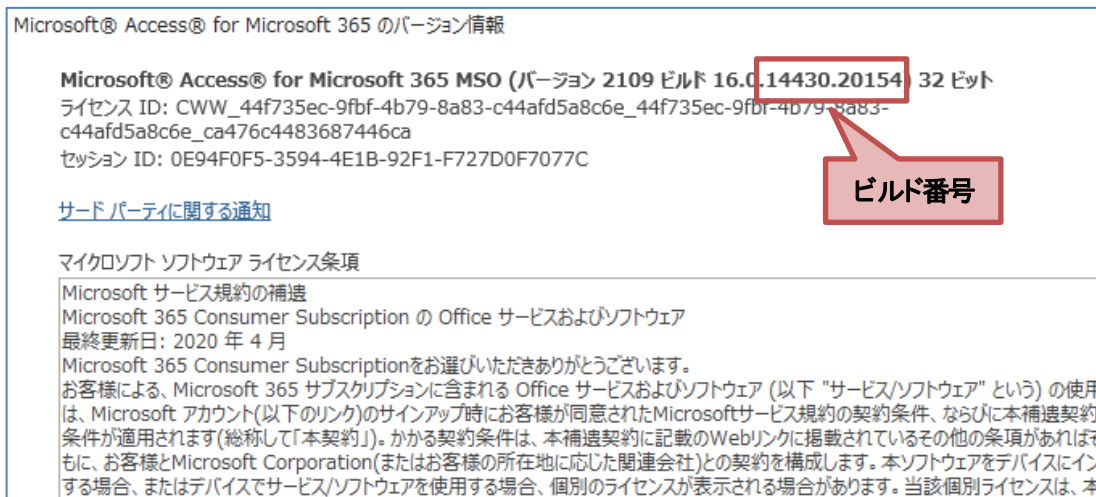 Microsoft® Access® for Microsoft 365 のバージョン情報
Microsoft® Access® for Microsoft 365 MSO (バージョン 2109 ビルド 16.0.14430.20154) 32 ビット
ライセンス ID: CWW_44f735ec-9fbf-4b79-8a83-c44afd5a8c6e_44f735ec-9fbf-4b79-8a83-
c44afd5a8c6e_ca476c4483687446ca
セッション ID: 0E94F0F5-3594-4E1B-92F1-F727D0F7077C
ビルド番号
サード パーティに関する通知
マイクロソフト ソフトウェア ライセンス条項
Microsoft サービス規約の補遺
Microsoft 365 Consumer Subscription の Office サービスおよびソフトウェア
最終更新日: 2020 年 4 月
Microsoft 365 Consumer Subscriptionをお選びいただきありがとうございます。
お客様による、Microsoft 365 サブスクリプションに含まれる Office サービスおよびソフトウェア (以下 "サービス/ソフトウェア" という) の使用
は、Microsoft アカウント(以下のリンク)のサインアップ時にお客様が同意されたMicrosoftサービス規約の契約条件、ならびに本補遺契約
条件が適用されます(総称して「本契約」)。かかる契約条件は、本補遺契約に記載のWebリンクに掲載されているその他の条項があればそ
もに、お客様とMicrosoft Corporation(またはお客様の所在地に応じた関連会社)との契約を構成します。本ソフトウェアをデバイスにイン
する場合、またはデバイスでサービス/ソフトウェアを使用する場合、個別のライセンスが表示される場合があります。当該個別ライセンスは、本